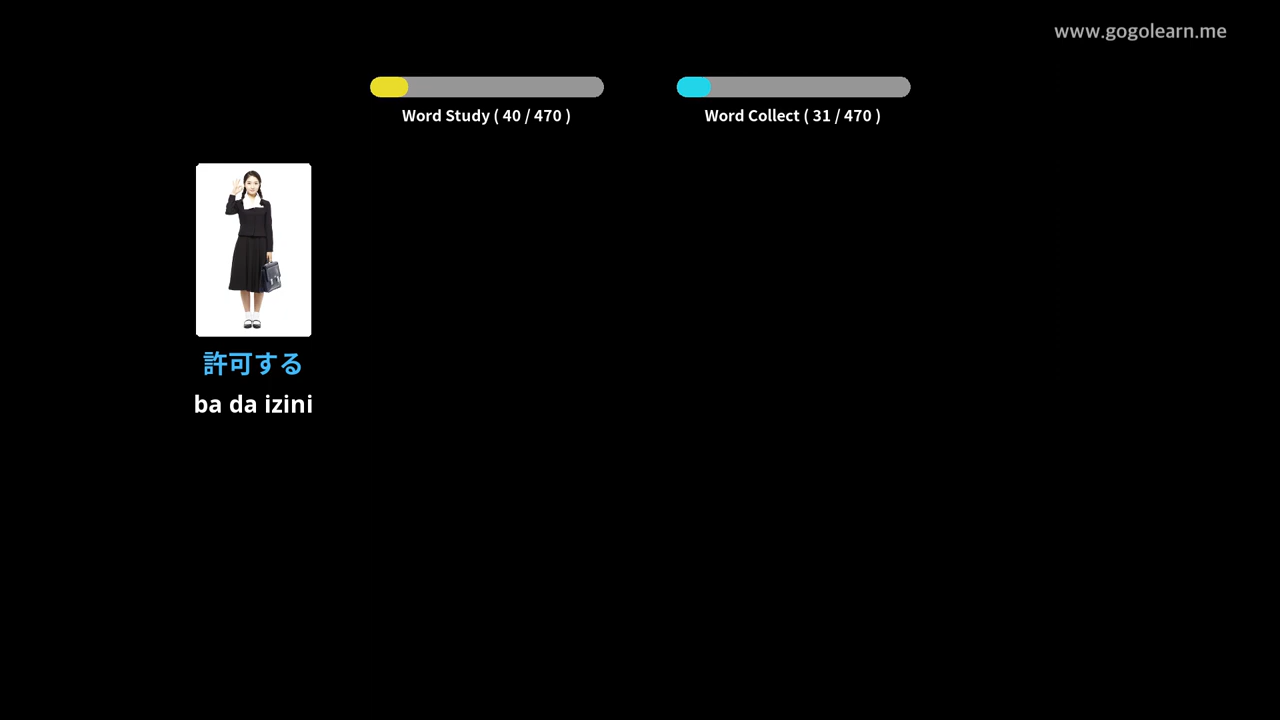 www.gogolearn.me
Word Study ( 40 / 470 )
Word Collect ( 31 / 470 )
許可する
ba da izini